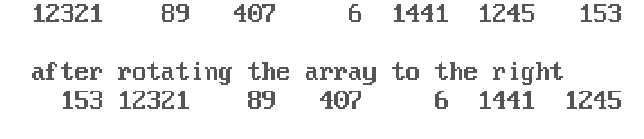 12321 89 407 6 1441 1245 153
after rotating the array to the right
153 12321 89 407 6 1441 1245